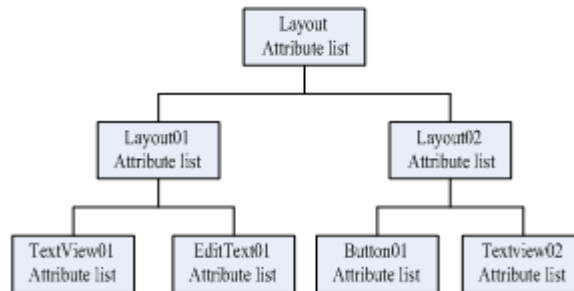 Layout
Attribute list
Layout01
Attribute list
Layout02
Attribute list
TextView01
Attribute list
EditText01
Attribute list
Button01
Attribute list
Textview02
Attribute list